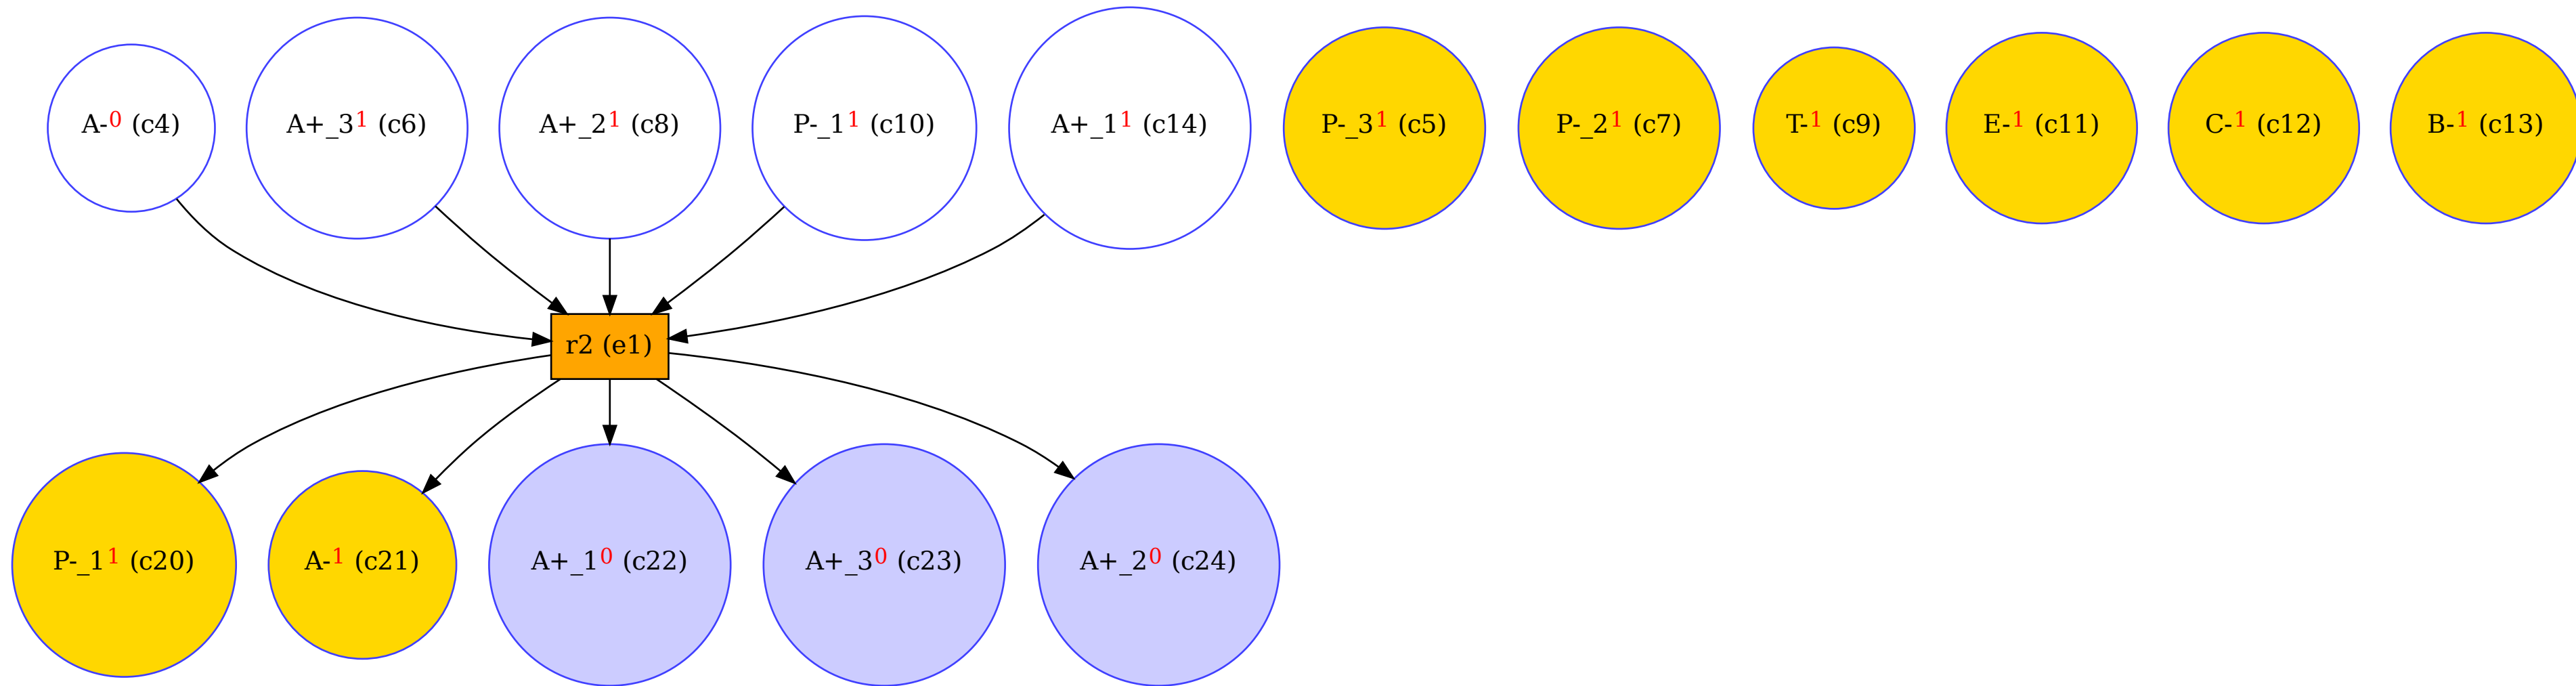 A-0 (c4)
A+_31 (c6)
A+_21 (c8)
P-_11 (c10)
A+_11 (c14)
P-_31 (c5)
P-_21 (c7)
T-1 (c9)
E-1 (c11)
C-1 (c12)
B-1 (c13)
r2 (e1)
P-_11 (c20)
A-1 (c21)
A+_10 (c22)
A+_30 (c23)
A+_20 (c24)